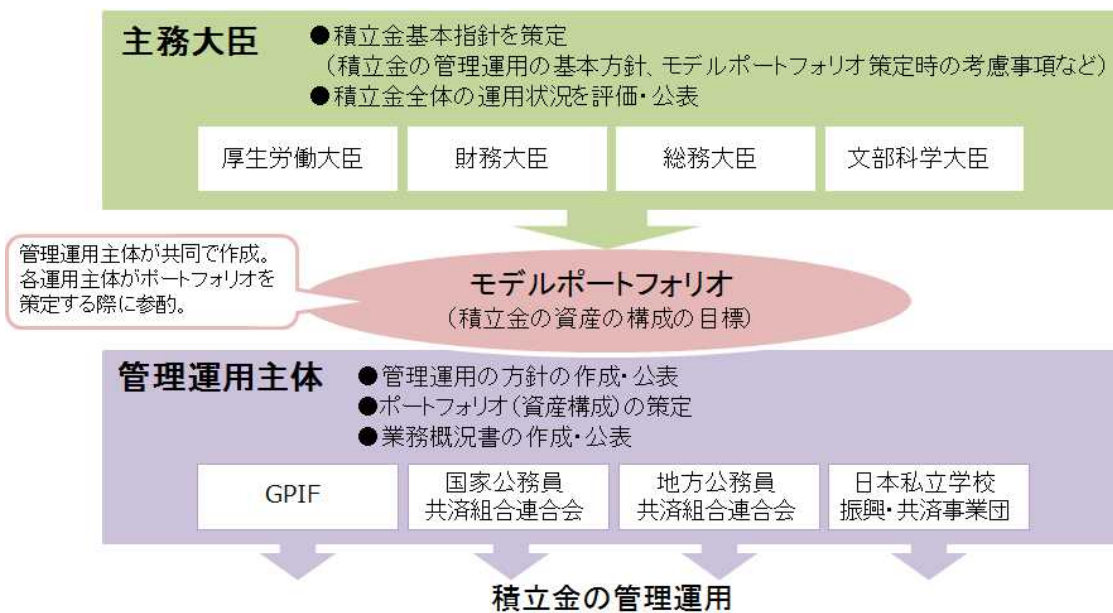 主務大臣
●積立金基本指針を策定
（積立金の管理運用の基本方針、モデルポートフォリオ策定時の考慮事項など）
●積立金全体の運用状況を評価・公表
厚生労働大臣
財務大臣
総務大臣
文部科学大臣
管理運用主体が共同で作成。
各運用主体がポートフォリオを
策定する際に参酌。
モデルポートフォリオ
（積立金の資産の構成の目標）
管理運用主体
●管理運用の方針の作成・公表
●ポートフォリオ（資産構成）の策定
●業務概況書の作成・公表
GPIF
国家公務員
共済組合連合会
地方公務員
共済組合連合会
日本私立学校
振興・共済事業団
積立金の管理運用